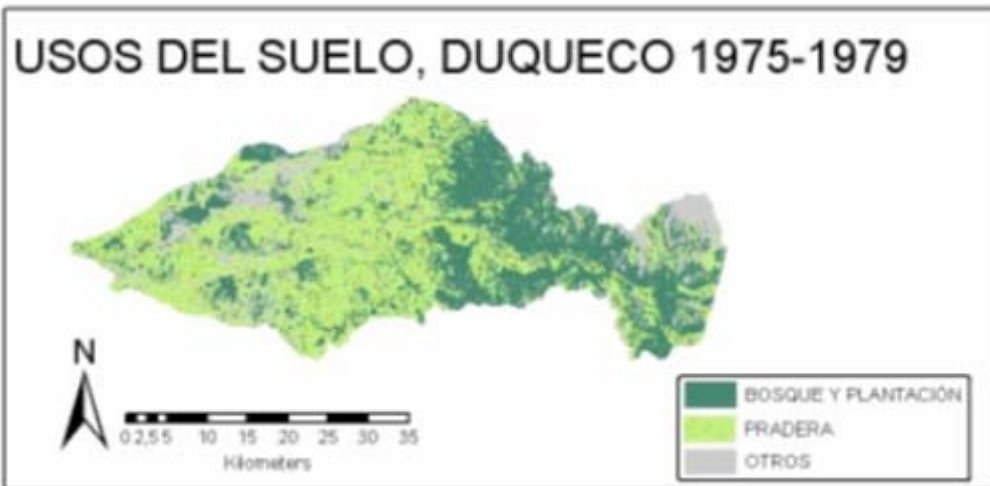 USOS DEL SUELO, DUQUECO 1975-1979
N
0 2,5 5 10 15 20 25 30 35
Kilometers
BOSQUE Y PLANTACIÓN
PRADERA
OTROS